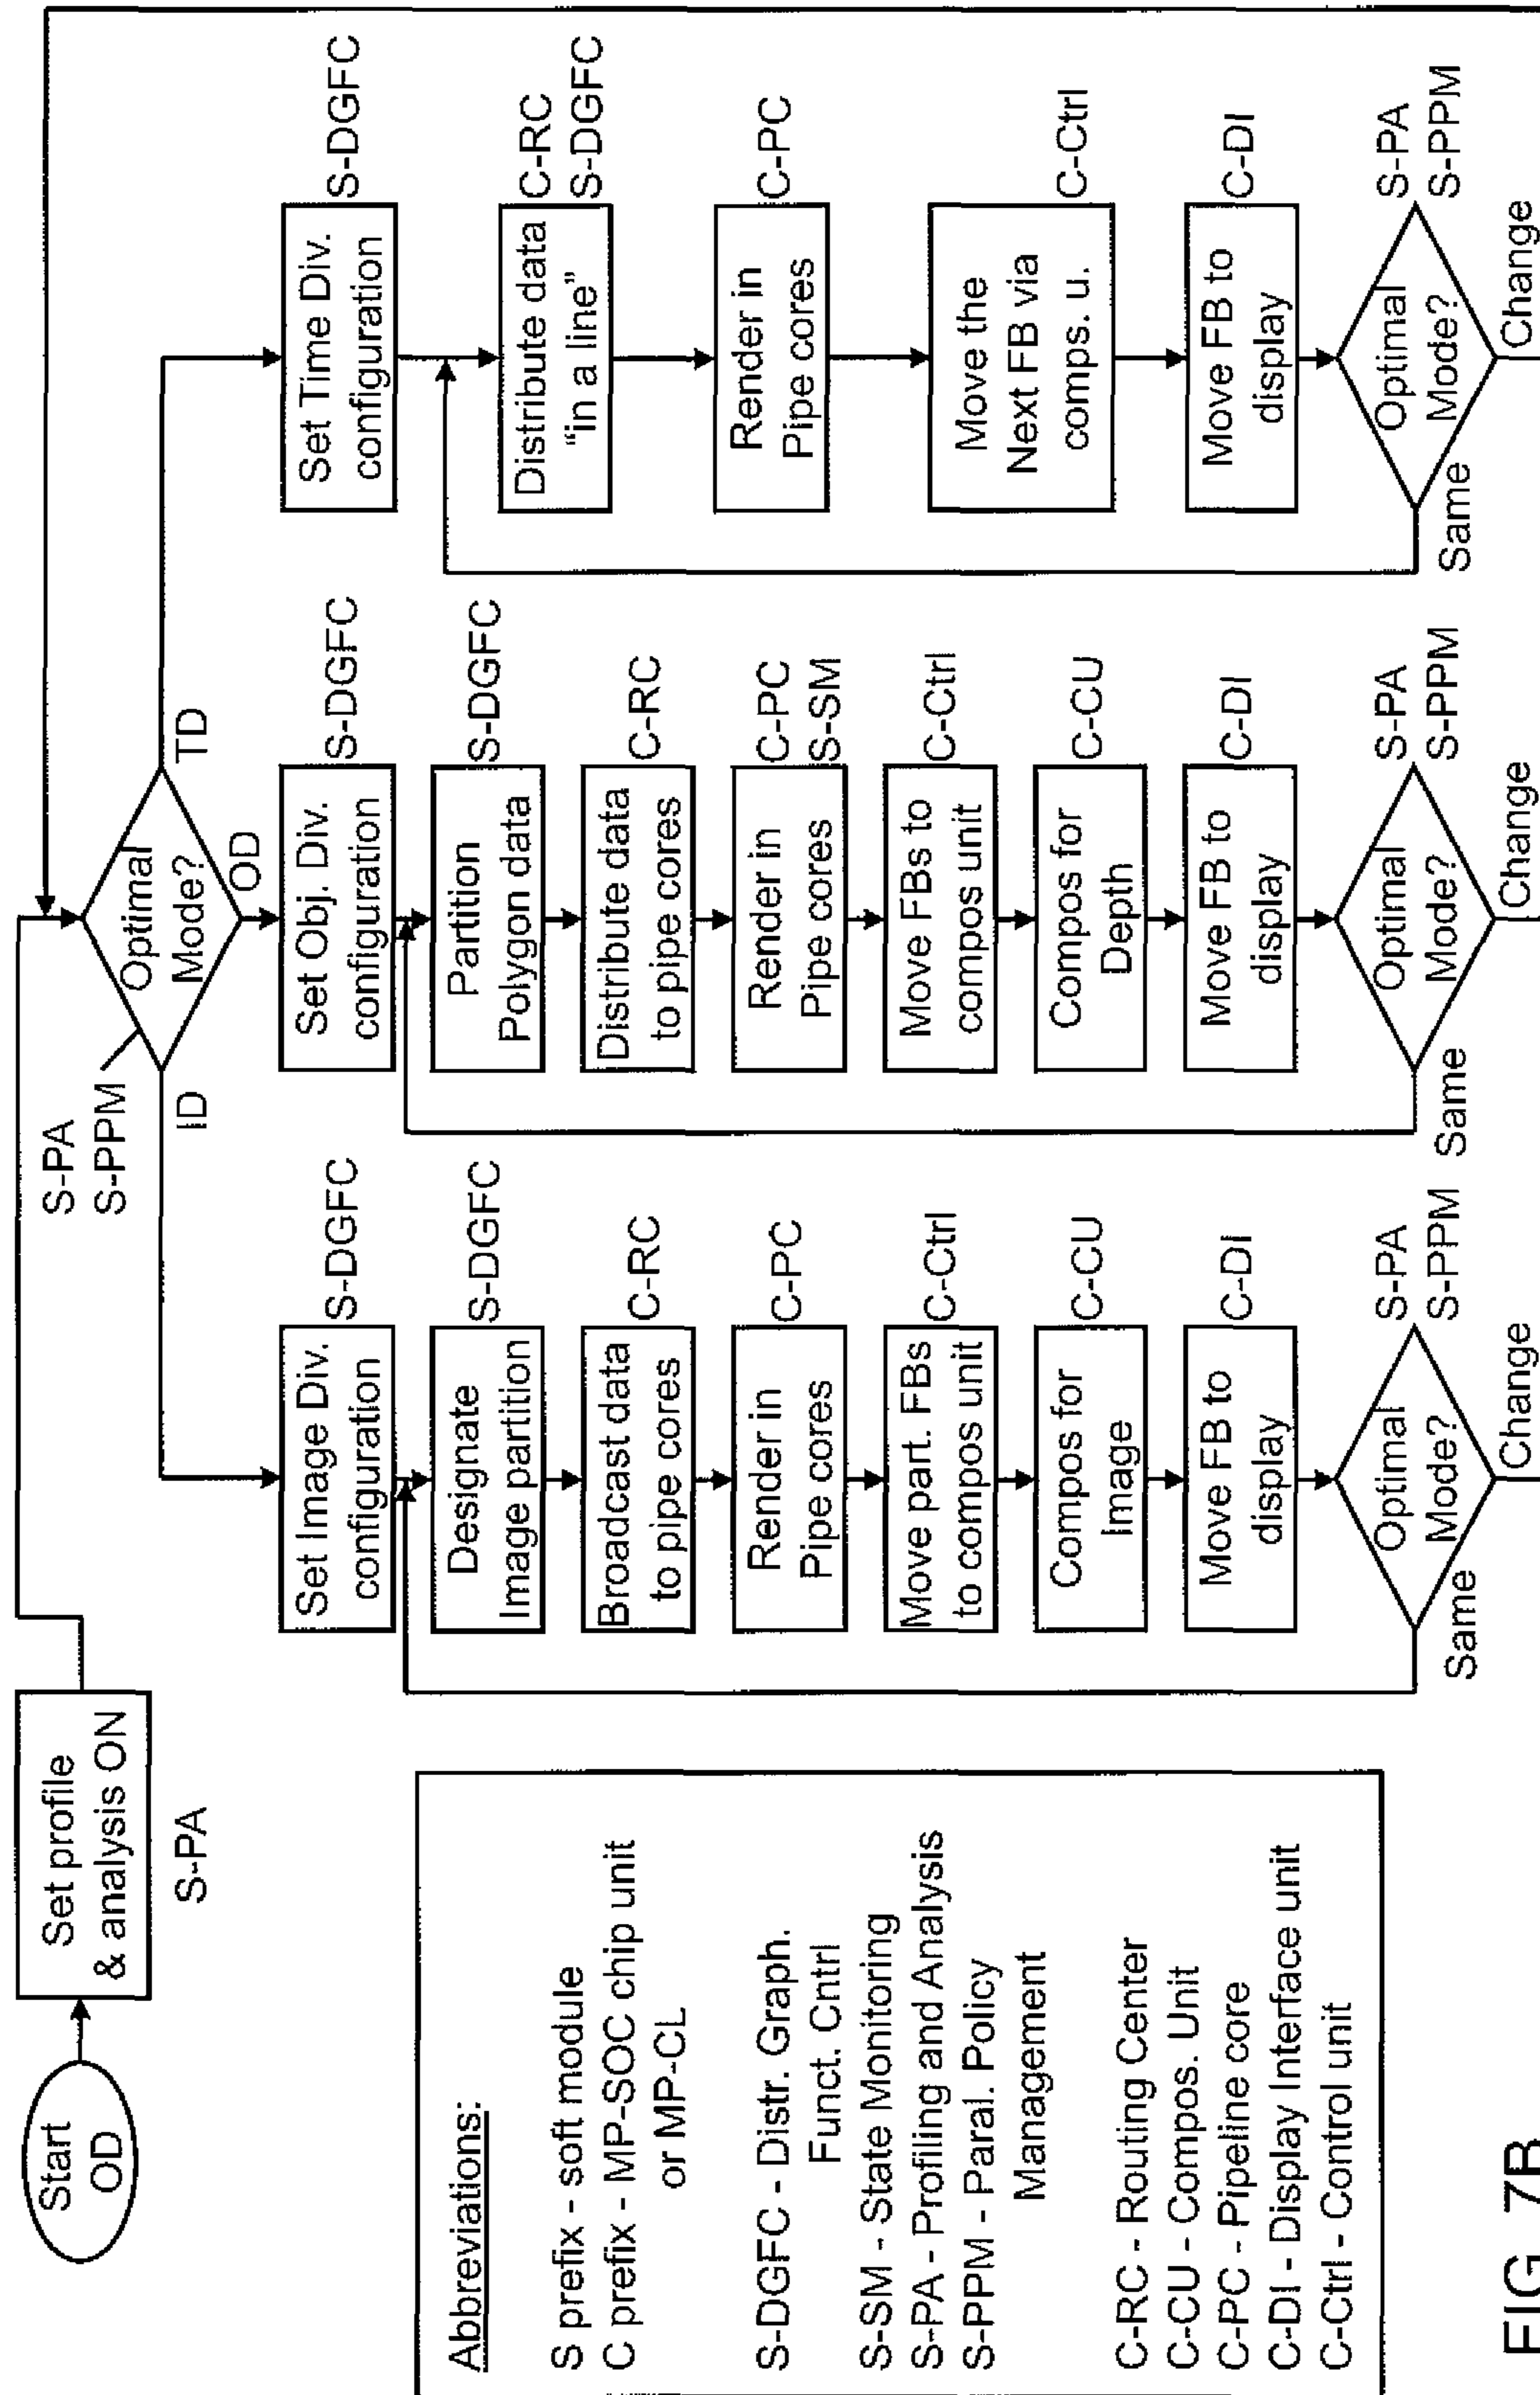 Start
OD
Set profile
& analysis ON
S-PA
S-PA
S-PPM
Optimal
Mode?
ID
OD
TD
Set Image Div.
configuration
S-DGFC
Designate
Image partition
S-DGFC
Broadcast data
to pipe cores
C-RC
Render in
Pipe cores
C-PC
Move part. FBs
to compos unit
C-Ctrl
Compos for
Image
C-CU
Move FB to
display
C-DI
Optimal
Mode?
S-PA
S-PPM
Same
Change
Set Obj. Div.
configuration
S-DGFC
Partition
Polygon data
S-DGFC
Distribute data
to pipe cores
C-RC
Render in
Pipe cores
C-PC
S-SM
Move FBs to
compos unit
C-Ctrl
Compos for
Depth
C-CU
Move FB to
display
C-DI
Optimal
Mode?
S-PA
S-PPM
Same
Change
Set Time Div.
configuration
S-DGFC
Distribute data
“in a line”
C-RC
S-DGFC
Render in
Pipe cores
C-PC
Move the
Next FB via
comps. u.
C-Ctrl
Move FB to
display
C-DI
Optimal
Mode?
S-PA
S-PPM
Same
Change
Abbreviations:
S prefix - soft module
C prefix - MP-SOC chip unit
or MP-CL
S-DGFC - Distr. Graph.
Funct. Cntrl
S-SM - State Monitoring
S-PA - Profiling and Analysis
S-PPM - Paral. Policy
Management
C-RC - Routing Center
C-CU - Compos. Unit
C-PC - Pipeline core
C-DI - Display Interface unit
C-Ctrl - Control unit
FIG. 7B